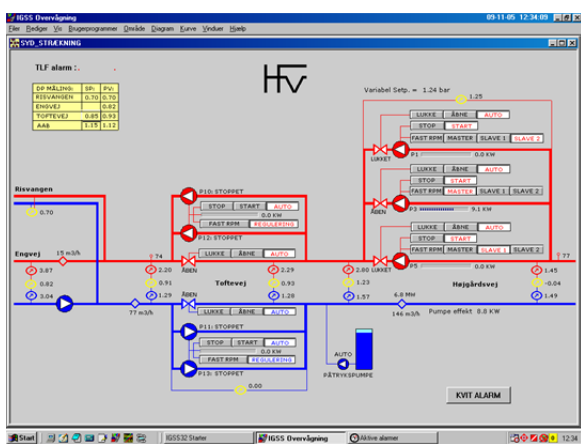 IGSS Overvågning
09-11-05 12:34:09
Filer Rediger Vis Brugerprogrammer Område Diagram Kurve Vinduer Hjælp
SYD_STRÆKNING
TLF alarm :.
HFV
Variabel Setp. = 1.24 bar
1.25
DP MÅLING: SP: PV:
RISVANGEN 0.70 0.70
ENGVEJ 0.82
TOFTEVEJ 0.85 0.93
AAB 1.15 1.12
LUKKE ÅBNE AUTO
STOP START
FAST RPM MASTER SLAVE 1 SLAVE 2
LUKKET P1 0.0 KW
LUKKE ÅBNE AUTO
STOP START
FAST RPM MASTER SLAVE 1 SLAVE 2
ÅBEN P3 9.1 KW
LUKKE ÅBNE AUTO
STOP START
FAST RPM MASTER SLAVE 1 SLAVE 2
LUKKET P5 0.0 KW
Risvangen
0.70
P10: STOPPET
STOP START AUTO
0.0 KW
FAST RPM REGULERING
P12: STOPPET
Engvej 15 m3/h 74 ÅBEN LUKKE ÅBNE AUTO 77
3.87 2.20 2.29 2.80 1.45
0.82 0.91 Toftevej 0.93 1.23 Højgårdsvej -0.04
3.04 1.29 ÅBEN 1.28 1.57 6.0 MW 1.49
77 m3/h LUKKE ÅBNE AUTO 146 m3/h Pumpe effekt 8.8 KW
P11: STOPPET
STOP START AUTO
0.0 KW
FAST RPM REGULERING
P13: STOPPET
0.00
AUTO
PÅTRYKSPUMPE
KVIT ALARM
Start IGSS32 Starter IGSS Overvågning Aktive alarmer 12:34